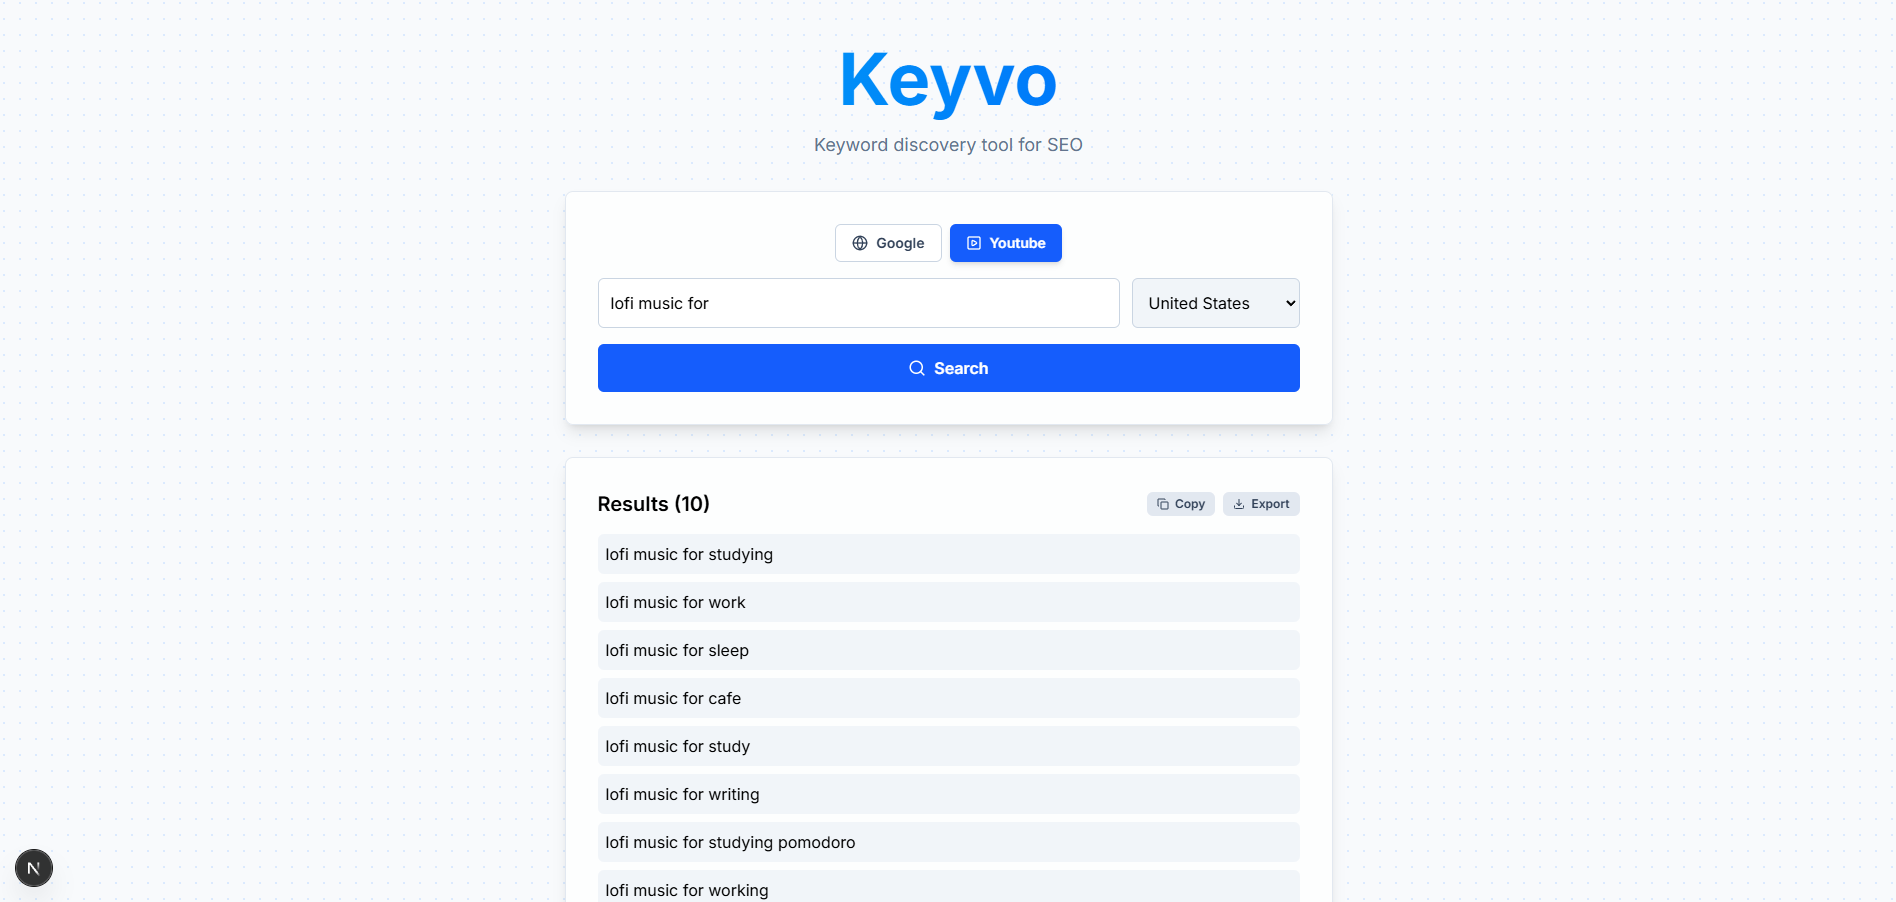 Keyvo
Keyword discovery tool for SEO
Google Youtube
lofi music for United States
Search
Results (10) Copy Export
lofi music for studying
lofi music for work
lofi music for sleep
lofi music for cafe
lofi music for study
lofi music for writing
lofi music for studying pomodoro
lofi music for working
N